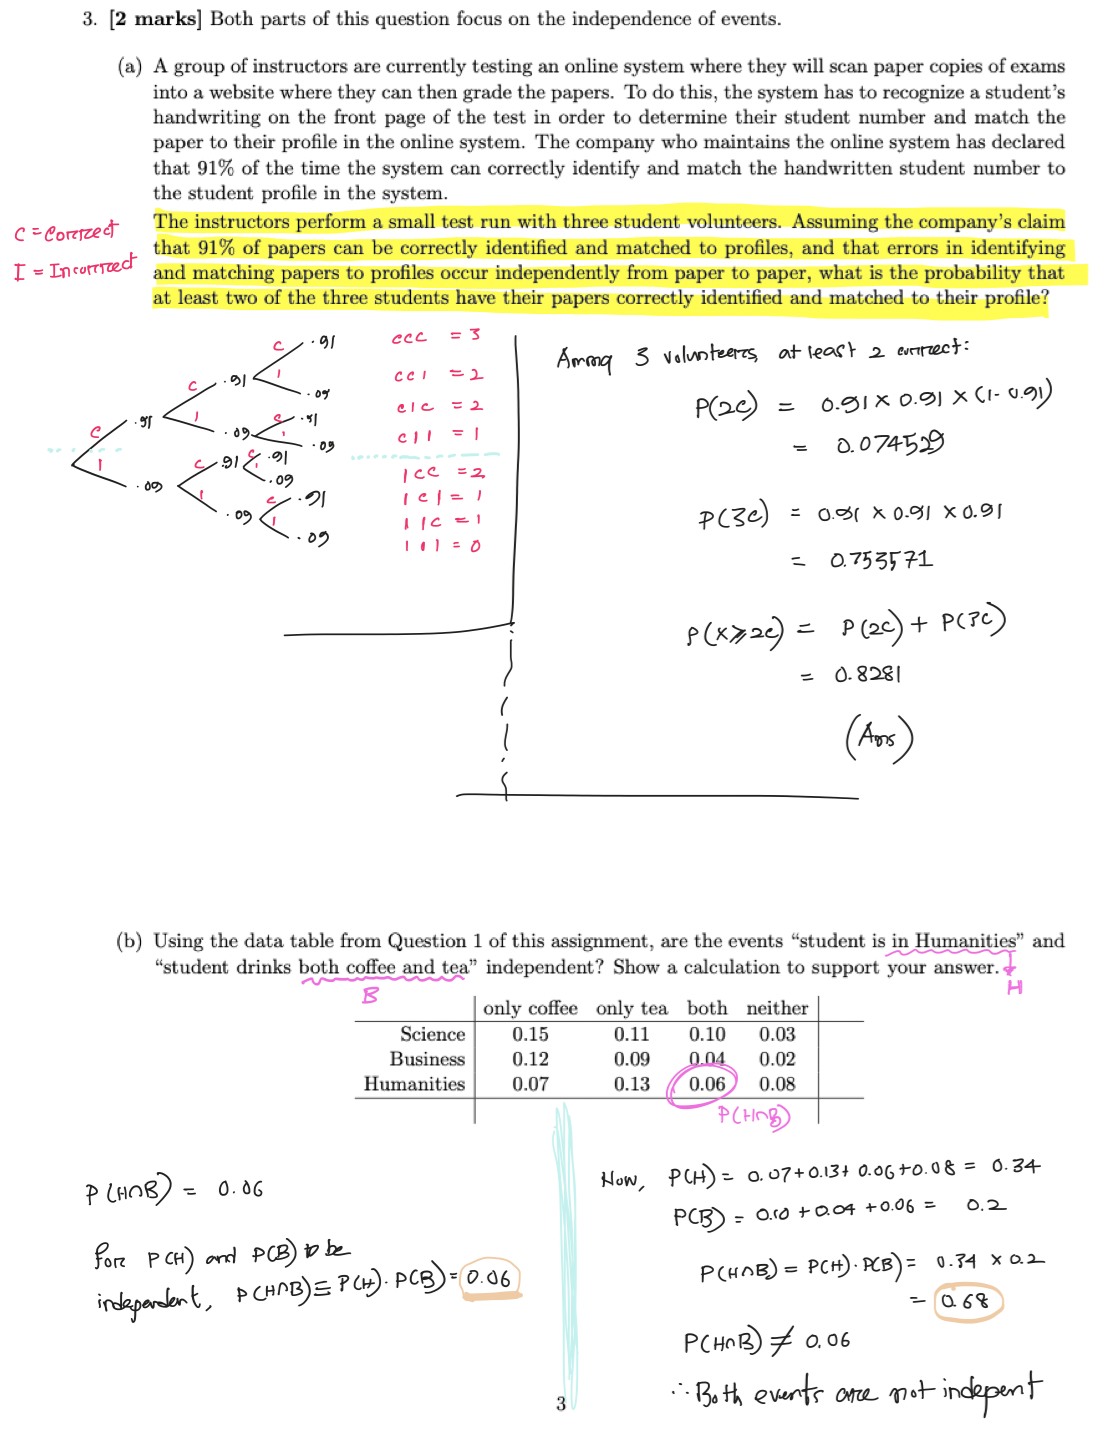 3. [2 marks] Both parts of this question focus on the independence of events.
(a) A group of instructors are currently testing an online system where they will scan paper copies of exams
into a website where they can then grade the papers. To do this, the system has to recognize a student's
handwriting on the front page of the test in order to determine their student number and match the
paper to their profile in the online system. The company who maintains the online system has declared
that 91% of the time the system can correctly identify and match the handwritten student number to
the student profile in the system.
The instructors perform a small test run with three student volunteers. Assuming the company's claim
that 91% of papers can be correctly identified and matched to profiles, and that errors in identifying
and matching papers to profiles occur independently from paper to paper, what is the probability that
at least two of the three students have their papers correctly identified and matched to their profile?
C = Correct
I = Incorrect
C .91
C .91
I .09
C .91
C .91
I .09
I .09
C .91
C .91
I .09
I .09
C .91
I .09
I .09
CCC = 3
CCI = 2
CIC = 2
CII = 1
ICC = 2
ICI = 1
IIC = 1
III = 0
Among 3 volunteers, at least 2 correct:
P(2C) = 0.91 × 0.91 × (1-0.91)
= 0.074529
P(3C) = 0.91 × 0.91 × 0.91
= 0.753571
P(X≥2C) = P(2C) + P(3C)
= 0.8281
(Ans)
(b) Using the data table from Question 1 of this assignment, are the events "student is in Humanities" and
"student drinks both coffee and tea" independent? Show a calculation to support your answer.
B
H
only coffee only tea both neither
Science 0.15 0.11 0.10 0.03
Business 0.12 0.09 0.04 0.02
Humanities 0.07 0.13 0.06 0.08
P(H∩B)
P(H∩B) = 0.06
For P(H) and P(B) to be
independent, P(H∩B) = P(H). P(B) = 0.06
Now, P(H) = 0.07+0.13+0.06+0.08 = 0.34
P(B) = 0.10 + 0.04 + 0.06 = 0.2
P(H∩B) = P(H). P(B) = 0.34 × 0.2
= 0.68
P(H∩B) ≠ 0.06
∴ Both events are not indepent
3